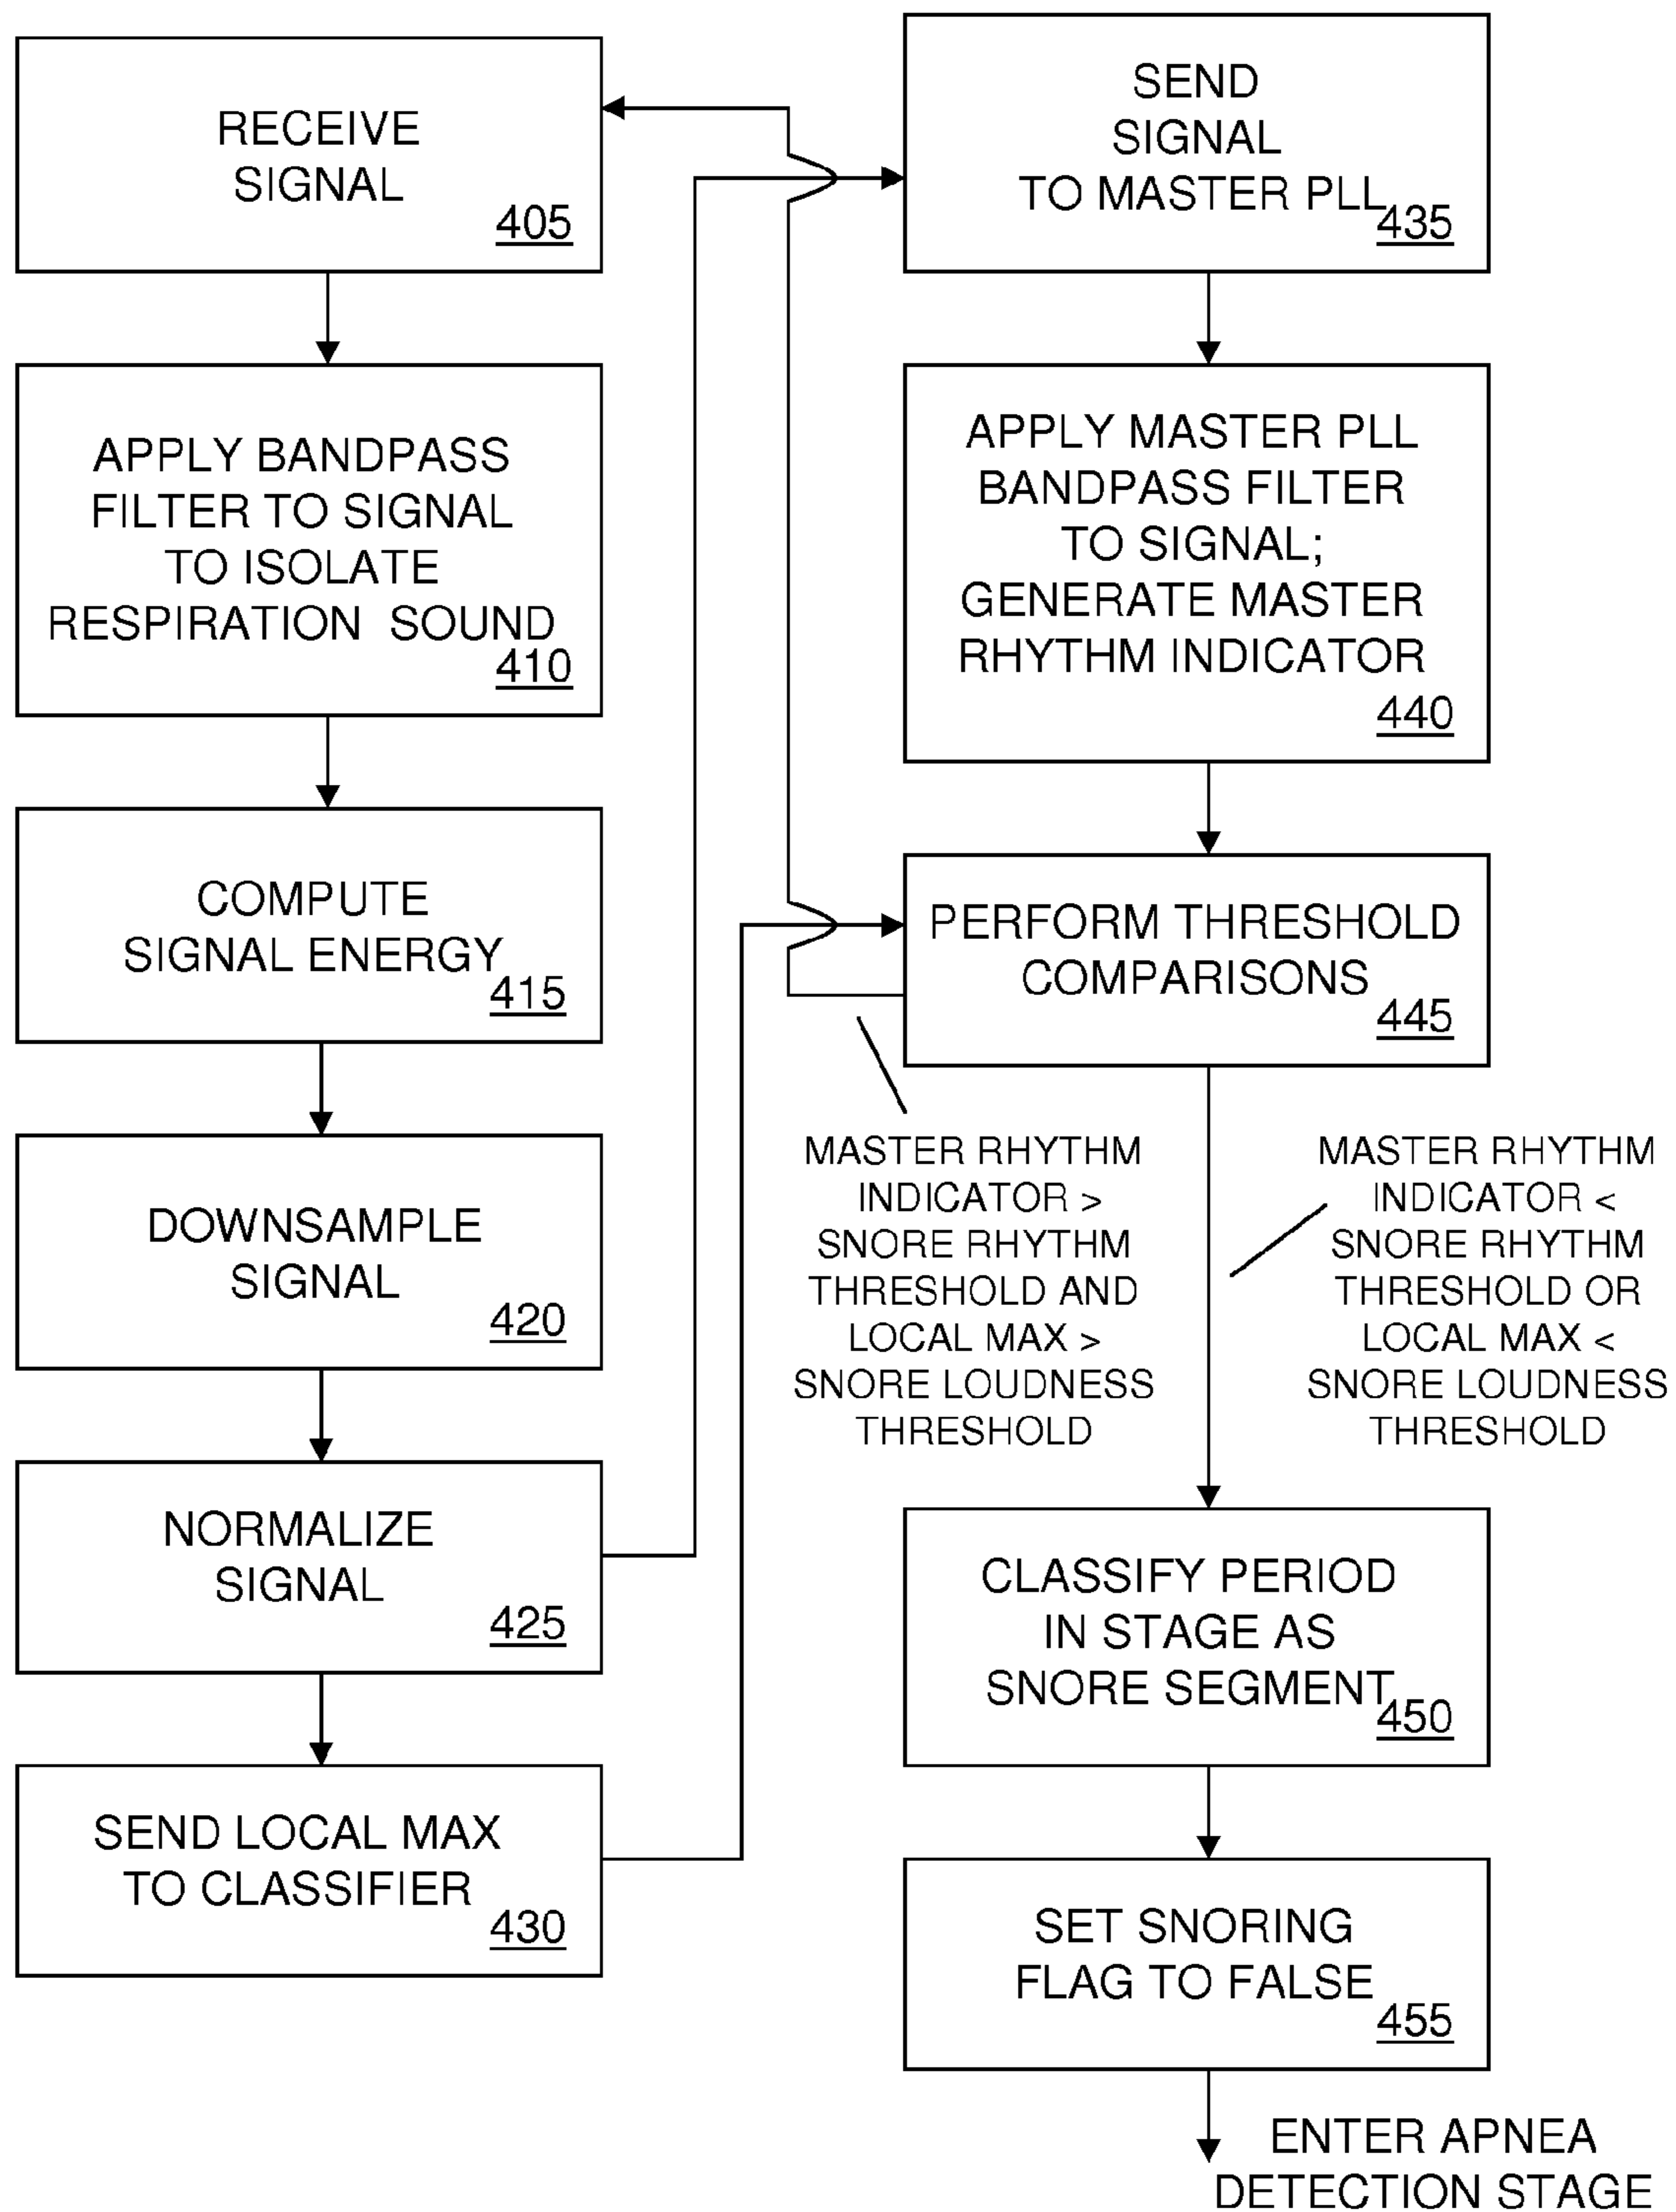 RECEIVE
SIGNAL
405
APPLY BANDPASS
FILTER TO SIGNAL
TO ISOLATE
RESPIRATION SOUND
410
COMPUTE
SIGNAL ENERGY
415
DOWNSAMPLE
SIGNAL
420
NORMALIZE
SIGNAL
425
SEND LOCAL MAX
TO CLASSIFIER
430
SEND
SIGNAL
TO MASTER PLL
435
APPLY MASTER PLL
BANDPASS FILTER
TO SIGNAL;
GENERATE MASTER
RHYTHM INDICATOR
440
PERFORM THRESHOLD
COMPARISONS
445
MASTER RHYTHM
INDICATOR >
SNORE RHYTHM
THRESHOLD AND
LOCAL MAX >
SNORE LOUDNESS
THRESHOLD
MASTER RHYTHM
INDICATOR <
SNORE RHYTHM
THRESHOLD OR
LOCAL MAX <
SNORE LOUDNESS
THRESHOLD
CLASSIFY PERIOD
IN STAGE AS
SNORE SEGMENT
450
SET SNORING
FLAG TO FALSE
455
ENTER APNEA
DETECTION STAGE